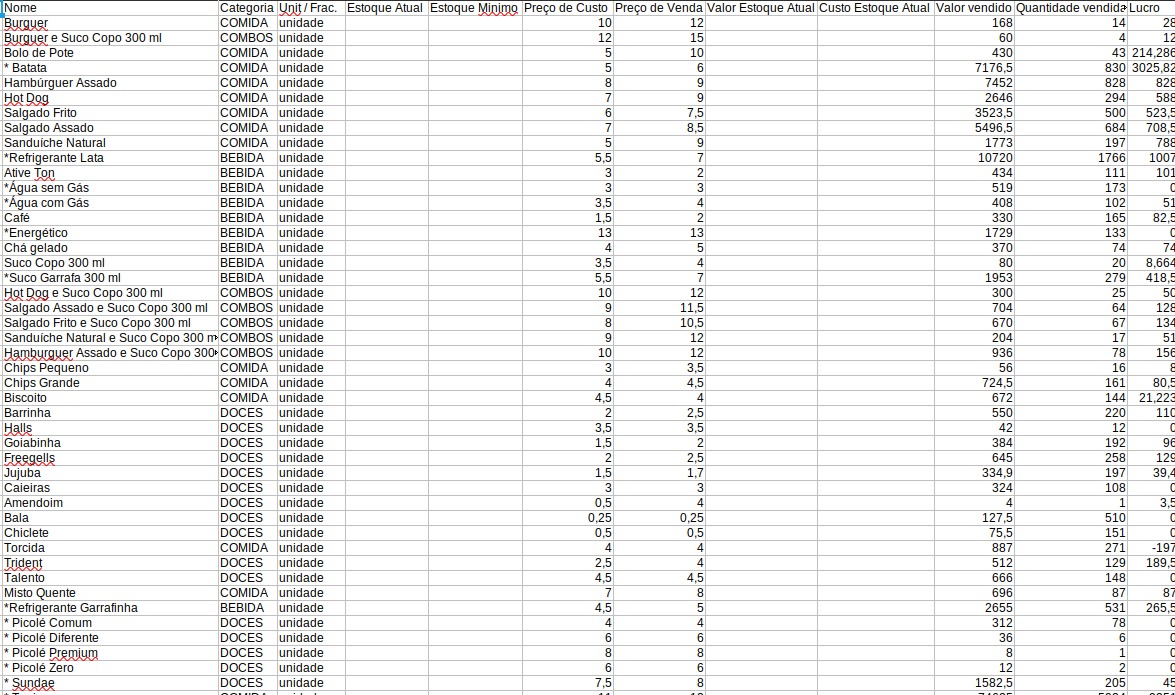 Nome Categoria Unit / Frac. Estoque Atual Estoque Minimo Preço de Custo Preço de Venda Valor Estoque Atual Custo Estoque Atual Valor vendido Quantidade vendida Lucro
Burguer COMIDA unidade 10 12 168 14 28
Burguer e Suco Copo 300 ml COMBOS unidade 12 15 60 4 12
Bolo de Pote COMIDA unidade 5 10 430 43 214,286
* Batata COMIDA unidade 5 6 7176,5 830 3025,82
Hambúrguer Assado COMIDA unidade 8 9 7452 828 828
Hot Dog COMIDA unidade 7 9 2646 294 588
Salgado Frito COMIDA unidade 6 7,5 3523,5 500 523,5
Salgado Assado COMIDA unidade 7 8,5 5496,5 684 708,5
Sanduíche Natural COMIDA unidade 5 9 1773 197 788
*Refrigerante Lata BEBIDA unidade 5,5 7 10720 1766 1007
Ative Ton BEBIDA unidade 3 2 434 111 101
*Água sem Gás BEBIDA unidade 3 3 519 173 0
*Água com Gás BEBIDA unidade 3,5 4 408 102 51
Café BEBIDA unidade 1,5 2 330 165 82,5
*Energético BEBIDA unidade 13 13 1729 133 0
Chá gelado BEBIDA unidade 4 5 370 74 74
Suco Copo 300 ml BEBIDA unidade 3,5 4 80 20 8,664
*Suco Garrafa 300 ml BEBIDA unidade 5,5 7 1953 279 418,5
Hot Dog e Suco Copo 300 ml COMBOS unidade 10 12 300 25 50
Salgado Assado e Suco Copo 300 ml COMBOS unidade 9 11,5 704 64 128
Salgado Frito e Suco Copo 300 ml COMBOS unidade 8 10,5 670 67 134
Sanduíche Natural e Suco Copo 300 m COMBOS unidade 9 12 204 17 51
Hamburguer Assado e Suco Copo 300 COMBOS unidade 10 12 936 78 156
Chips Pequeno COMIDA unidade 3 3,5 56 16 8
Chips Grande COMIDA unidade 4 4,5 724,5 161 80,5
Biscoito COMIDA unidade 4,5 4 672 144 21,223
Barrinha DOCES unidade 2 2,5 550 220 110
Halls DOCES unidade 3,5 3,5 42 12 0
Goiabinha DOCES unidade 1,5 2 384 192 96
Freegells DOCES unidade 2 2,5 645 258 129
Jujuba DOCES unidade 1,5 1,7 334,9 197 39,4
Caieiras DOCES unidade 3 3 324 108 0
Amendoim DOCES unidade 0,5 4 4 1 3,5
Bala DOCES unidade 0,25 0,25 127,5 510 0
Chiclete DOCES unidade 0,5 0,5 75,5 151 0
Torcida COMIDA unidade 4 4 887 271 -197
Trident DOCES unidade 2,5 4 512 129 189,5
Talento DOCES unidade 4,5 4,5 666 148 0
Misto Quente COMIDA unidade 7 8 696 87 87
*Refrigerante Garrafinha BEBIDA unidade 4,5 5 2655 531 265,5
* Picolé Comum DOCES unidade 4 4 312 78 0
* Picolé Diferente DOCES unidade 6 6 36 6 0
* Picolé Premium DOCES unidade 8 8 8 1 0
* Picolé Zero DOCES unidade 6 6 12 2 0
* Sundae DOCES unidade 7,5 8 1582,5 205 45